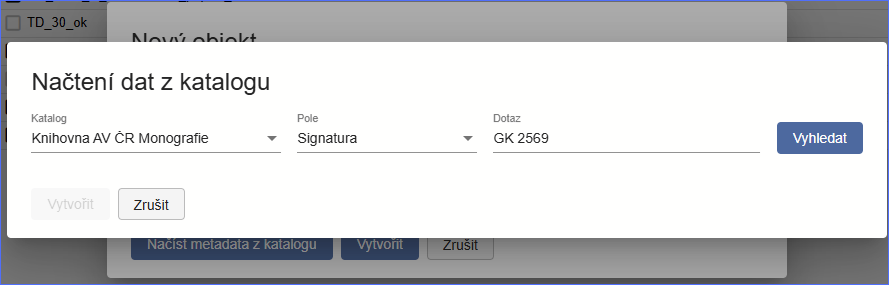 TD_30_ok
Nový objekt
Načtení dat z katalogu
Katalog Pole Dotaz
Knihovna AV ČR Monografie Signatura GK 2569 Vyhledat
Vytvořit Zrušit
Načíst metadata z katalogu Vytvořit Zrušit